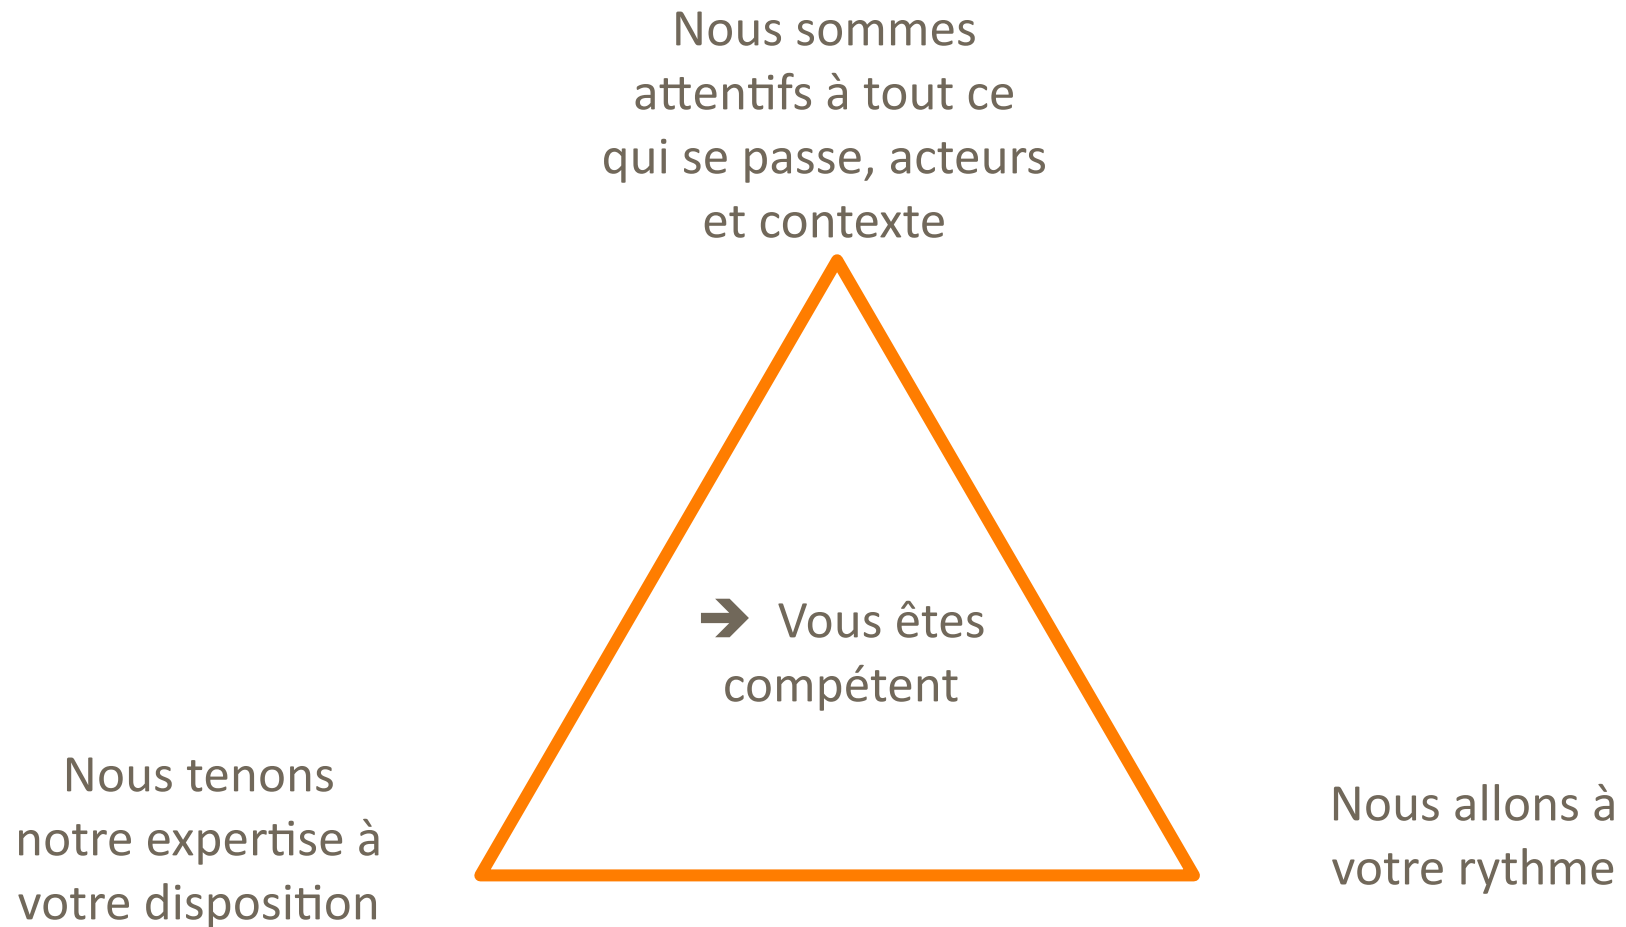 Nous sommes
attentifs à tout ce
qui se passe, acteurs
et contexte
➔ Vous êtes
compétent
Nous tenons
notre expertise à
votre disposition
Nous allons à
votre rythme